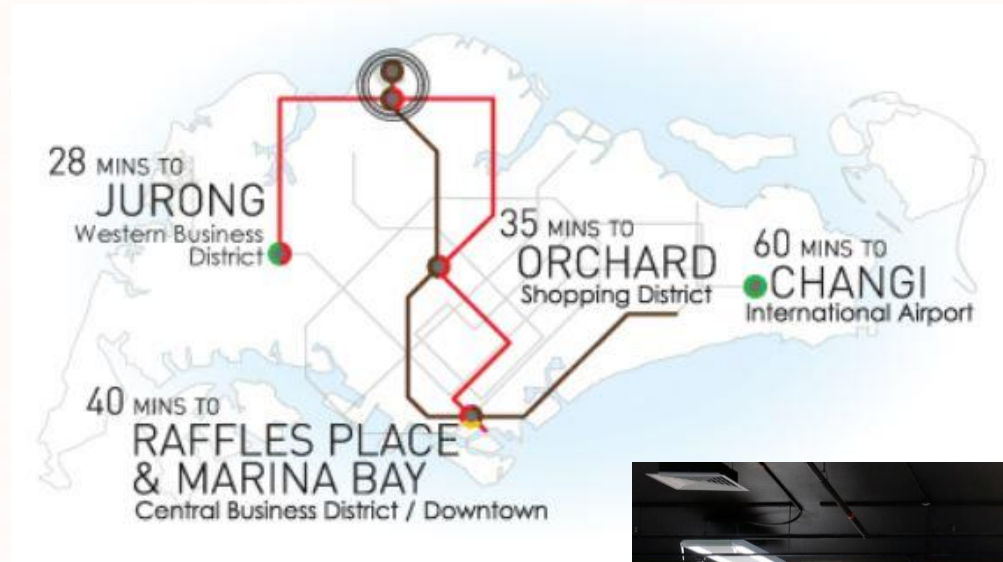 28 MINS TO
JURONG
Western Business
District
35 MINS TO
ORCHARD
Shopping District
60 MINS TO
CHANGI
International Airport
40 MINS TO
RAFFLES PLACE
& MARINA BAY
Central Business District / Downtown